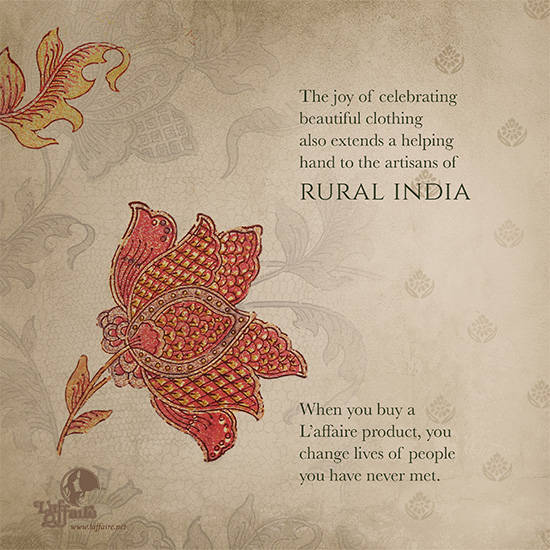 The joy of celebrating
beautiful clothing
also extends a helping
hand to the artisans of
RURAL INDIA
When you buy a
L'affaire product, you
change lives of people
you have never met.
L'affaire
www.laffaire.net